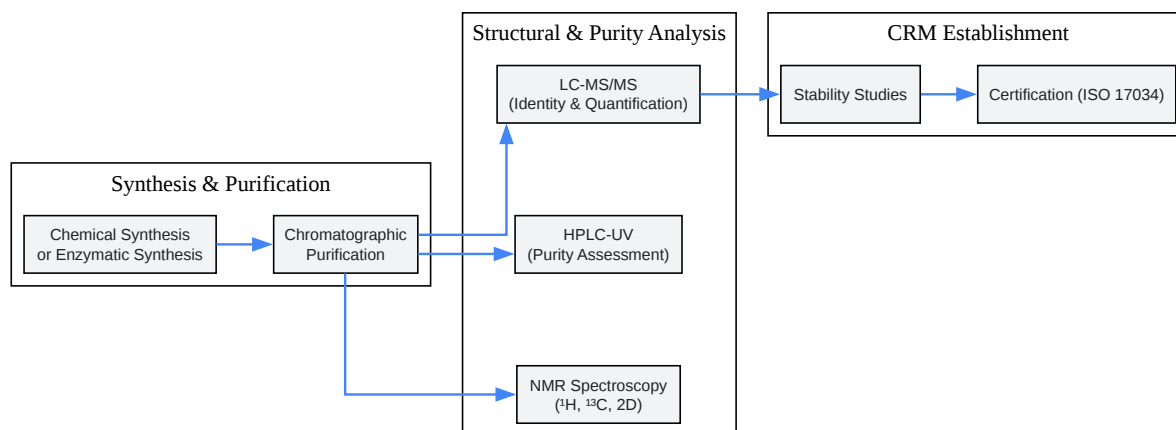 Synthesis & Purification
Chemical Synthesis
or Enzymatic Synthesis
Chromatographic
Purification
Structural & Purity Analysis
LC-MS/MS
(Identity & Quantification)
HPLC-UV
(Purity Assessment)
NMR Spectroscopy
(¹H, ¹³C, 2D)
CRM Establishment
Stability Studies
Certification (ISO 17034)